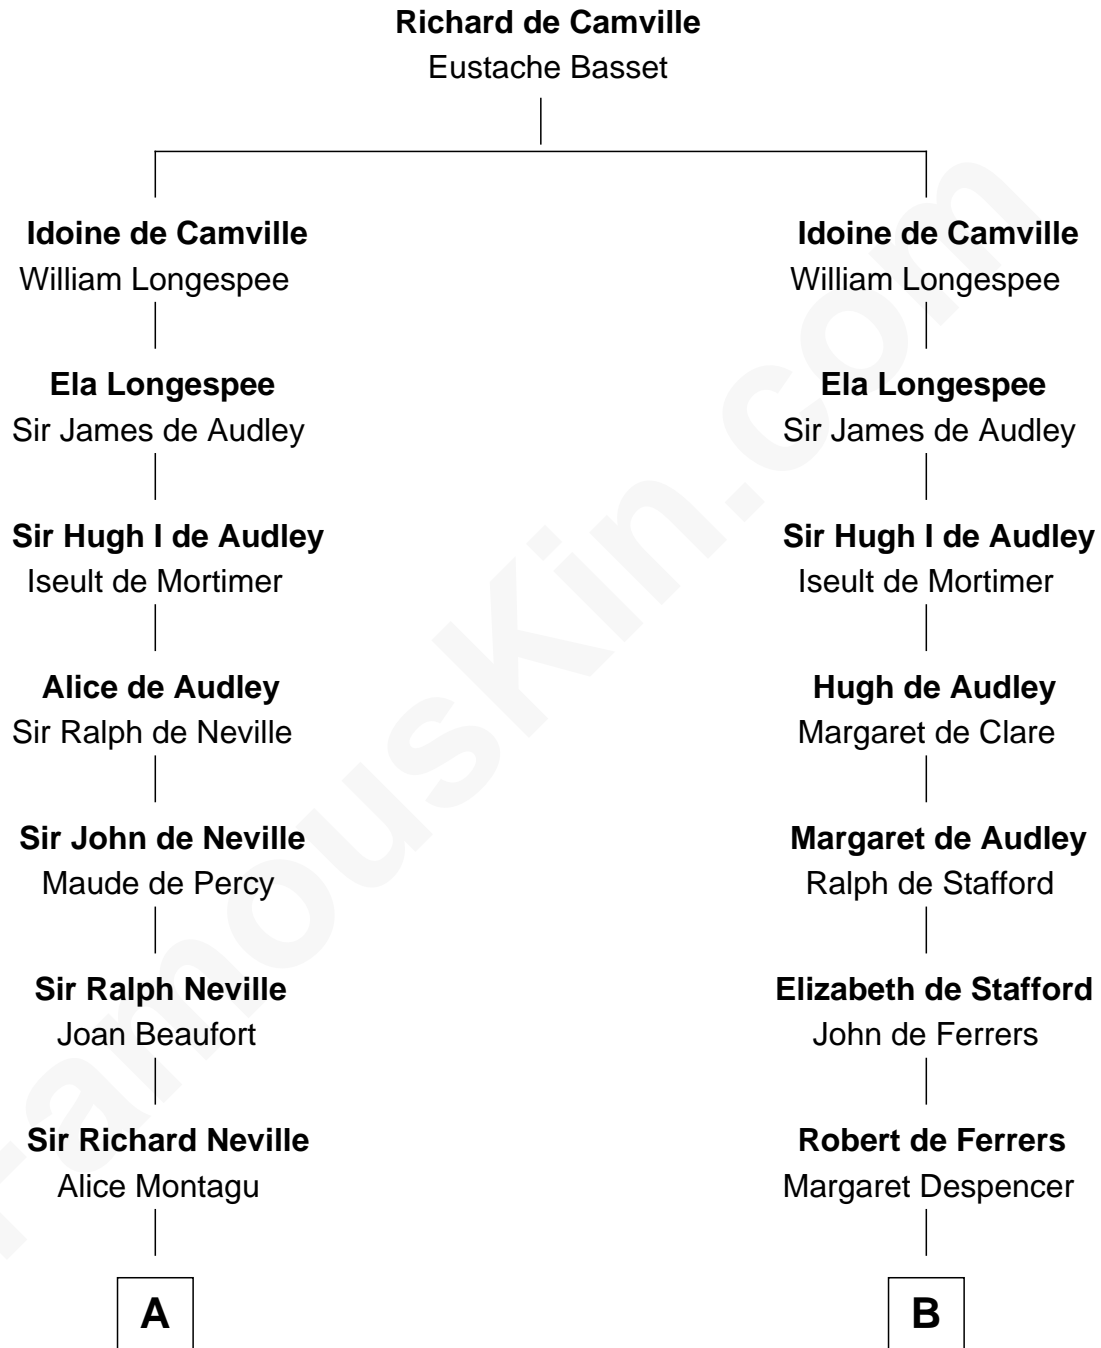 Richard de Camville
Eustache Basset
Idoine de Camville
William Longespee
Ela Longespee
Sir James de Audley
Sir Hugh I de Audley
Iseult de Mortimer
Alice de Audley
Sir Ralph de Neville
Sir John de Neville
Maude de Percy
Sir Ralph Neville
Joan Beaufort
Sir Richard Neville
Alice Montagu
A
Idoine de Camville
William Longespee
Ela Longespee
Sir James de Audley
Sir Hugh I de Audley
Iseult de Mortimer
Hugh de Audley
Margaret de Clare
Margaret de Audley
Ralph de Stafford
Elizabeth de Stafford
John de Ferrers
Robert de Ferrers
Margaret Despencer
B
FamousKin.com